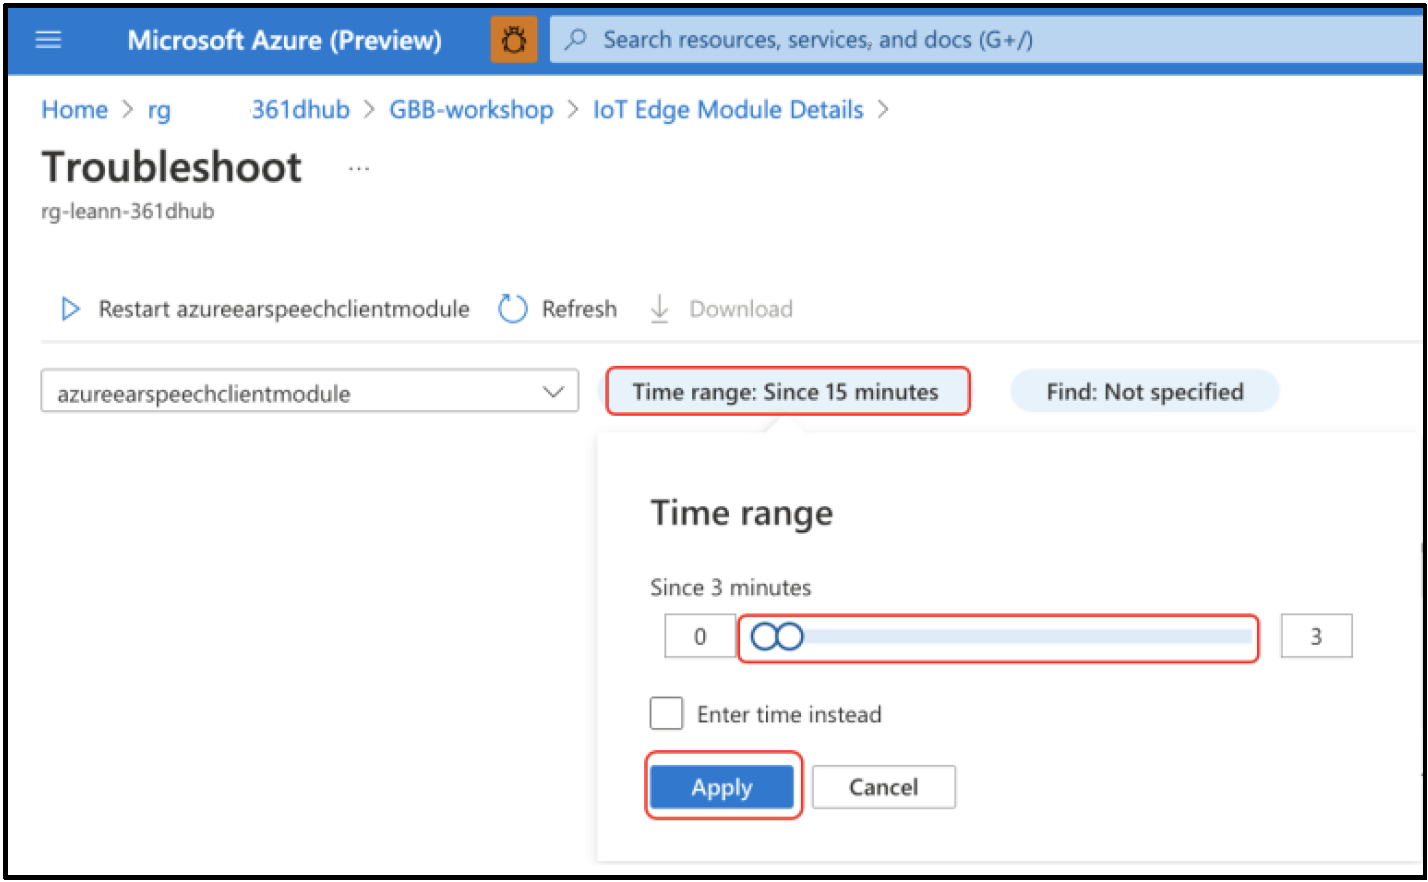 Microsoft Azure (Preview) Search resources, services, and docs (G+/)
Home > rg 361dhub > GBB-workshop > IoT Edge Module Details >
Troubleshoot ...
rg-leann-361dhub
Restart azureearspeechclientmodule Refresh Download
azureearspeechclientmodule Time range: Since 15 minutes Find: Not specified
Time range
Since 3 minutes
0 3
Enter time instead
Apply Cancel